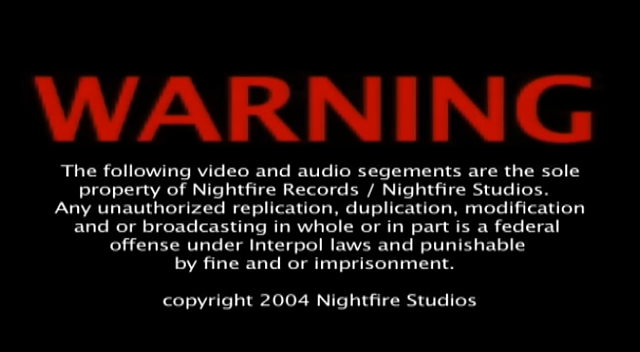 WARNING
The following video and audio segements are the sole
property of Nightfire Records / Nightfire Studios.
Any unauthorized replication, duplication, modification
and or broadcasting in whole or in part is a federal
offense under Interpol laws and punishable
by fine and or imprisonment.
copyright 2004 Nightfire Studios